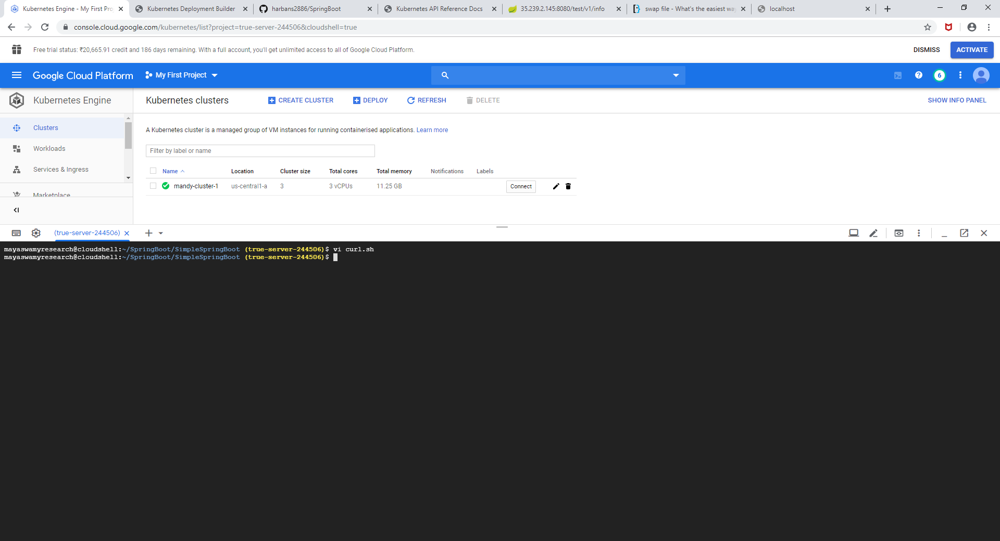 Kubernetes Engine - My First Pro
Kubernetes Deployment Builder
harbans2886/SpringBoot
Kubernetes API Reference Docs
35.239.2.145:8080/test/v1/info
swap file - What's the easiest way
localhost
console.cloud.google.com/kubernetes/list?project=true-server-244506&cloudshell=true
Free trial status: ₹20,665.91 credit and 186 days remaining. With a full account, you'll get unlimited access to all of Google Cloud Platform.
DISMISS
ACTIVATE
Google Cloud Platform
My First Project
6
Kubernetes Engine
Kubernetes clusters
CREATE CLUSTER
DEPLOY
REFRESH
DELETE
SHOW INFO PANEL
Clusters
Workloads
Services & Ingress
Marketplace
A Kubernetes cluster is a managed group of VM instances for running containerised applications. Learn more
Filter by label or name
Name Location Cluster size Total cores Total memory Notifications Labels
mandy-cluster-1 us-central1-a 3 3 vCPUs 11.25 GB Connect
(true-server-244506)
mayaswamyresearch@cloudshell:~/SpringBoot/SimpleSpringBoot (true-server-244506)$ vi curl.sh
mayaswamyresearch@cloudshell:~/SpringBoot/SimpleSpringBoot (true-server-244506)$